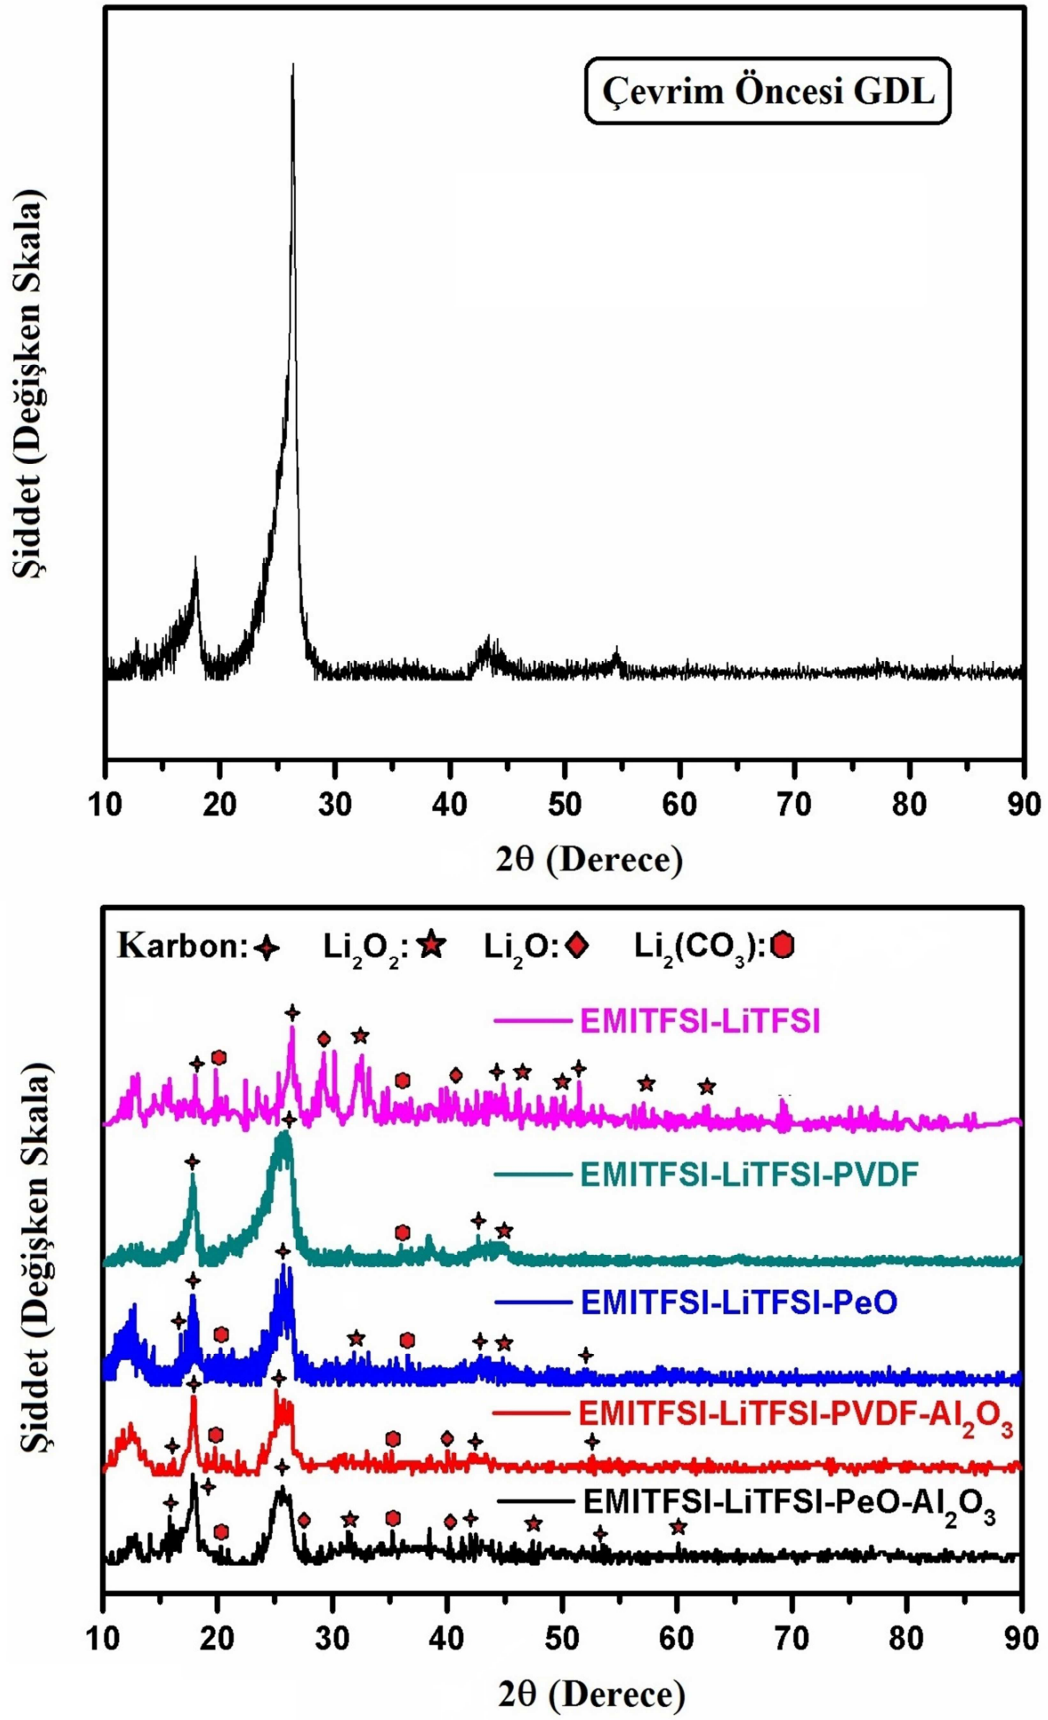 Çevrim Öncesi GDL
Şiddet (Değişken Skala)
10 20 30 40 50 60 70 80 90
2θ (Derece)
Karbon: Li₂O₂: Li₂O: Li₂(CO₃):
EMITFSI-LiTFSI
EMITFSI-LiTFSI-PVDF
EMITFSI-LiTFSI-PeO
EMITFSI-LiTFSI-PVDF-Al₂O₃
EMITFSI-LiTFSI-PeO-Al₂O₃
Şiddet (Değişken Skala)
10 20 30 40 50 60 70 80 90
2θ (Derece)